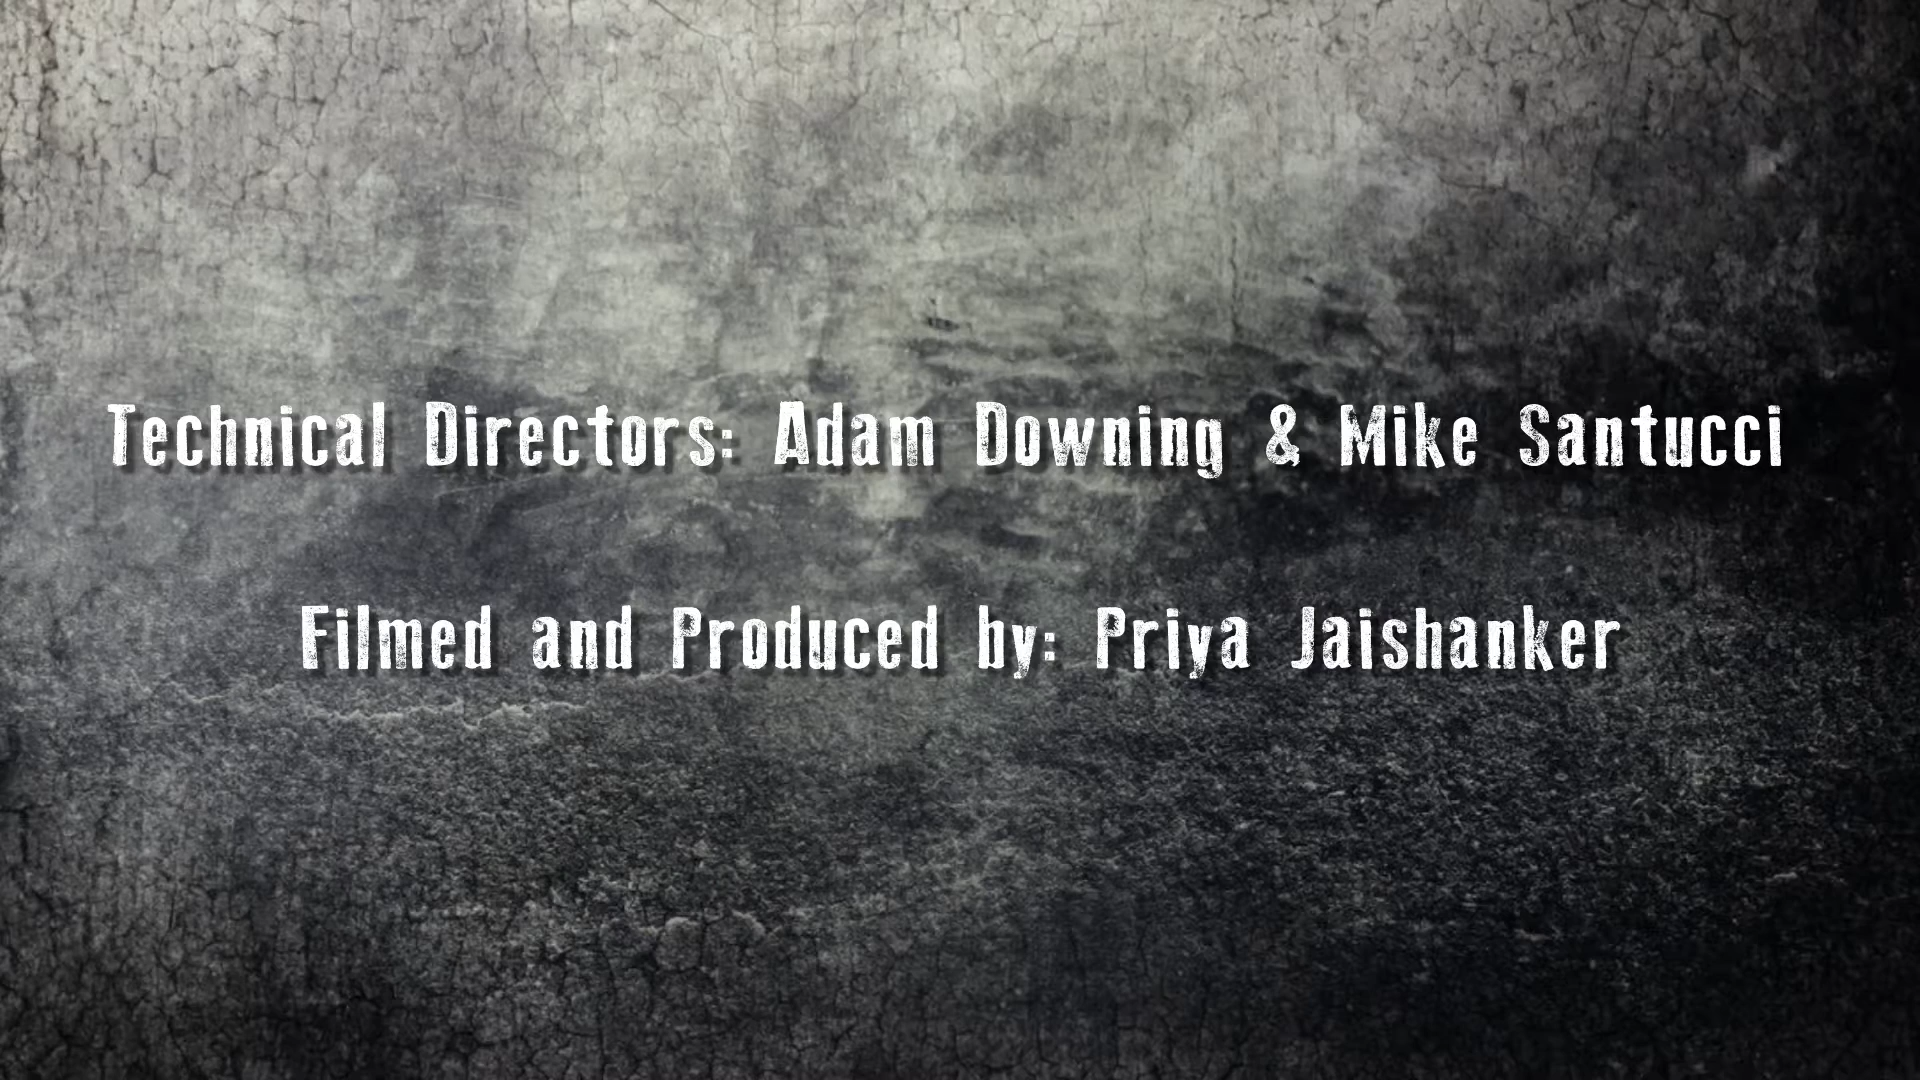 Technical Directors: Adam Downing & Mike Santucci
Filmed and Produced by: Priya Jaishanker